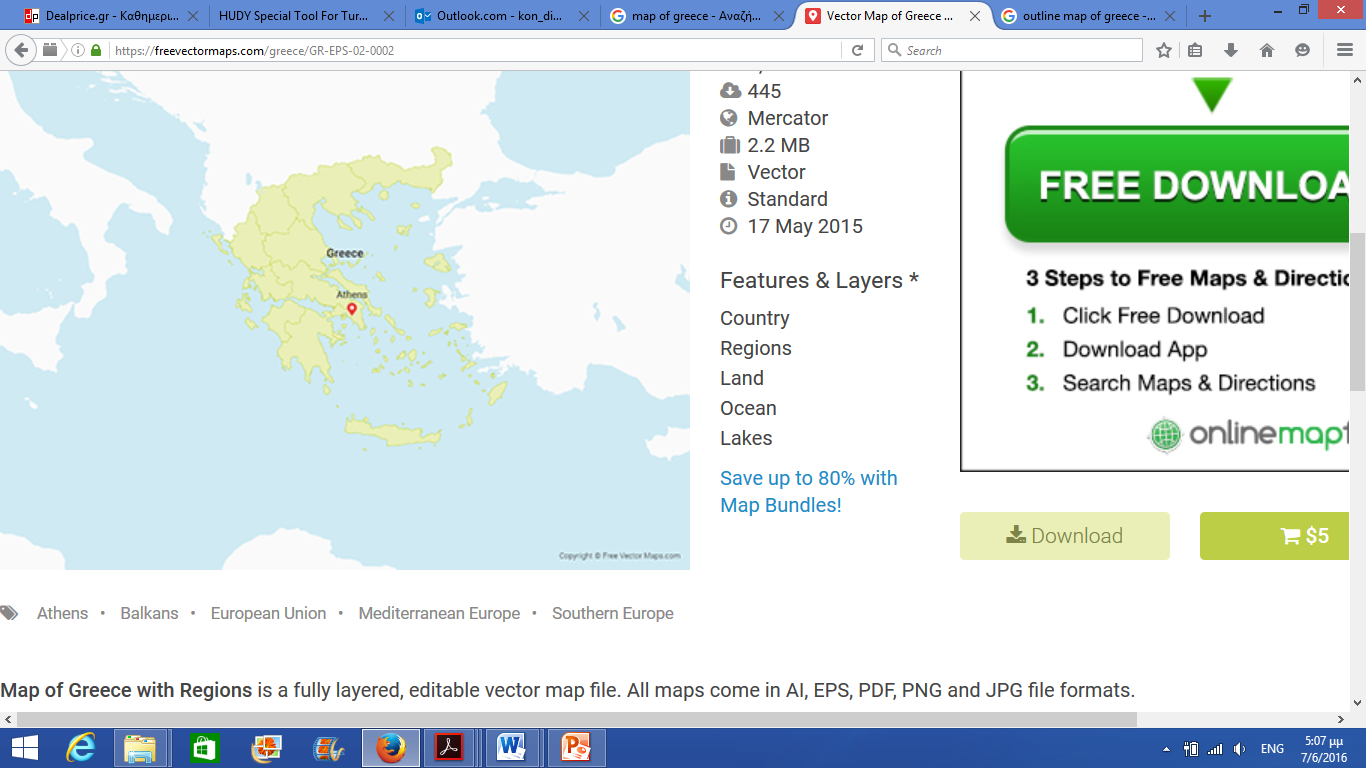 Dealprice.gr - Καθημερι...
HUDY Special Tool For Tur...
Outlook.com - kon_di...
map of greece - Αναζή...
Vector Map of Greece ...
outline map of greece -...
https://freevectormaps.com/greece/GR-EPS-02-0002
Search
445
Mercator
2.2 MB
Vector
Standard
17 May 2015
Features & Layers *
Country
Regions
Land
Ocean
Lakes
Save up to 80% with
Map Bundles!
Greece
Athens
Copyright © Free Vector Maps.com
FREE DOWNLOA
3 Steps to Free Maps & Directic
1. Click Free Download
2. Download App
3. Search Maps & Directions
onlinemapf
Download
$5
Athens • Balkans • European Union • Mediterranean Europe • Southern Europe
Map of Greece with Regions is a fully layered, editable vector map file. All maps come in AI, EPS, PDF, PNG and JPG file formats.
ENG
5:07 μμ
7/6/2016